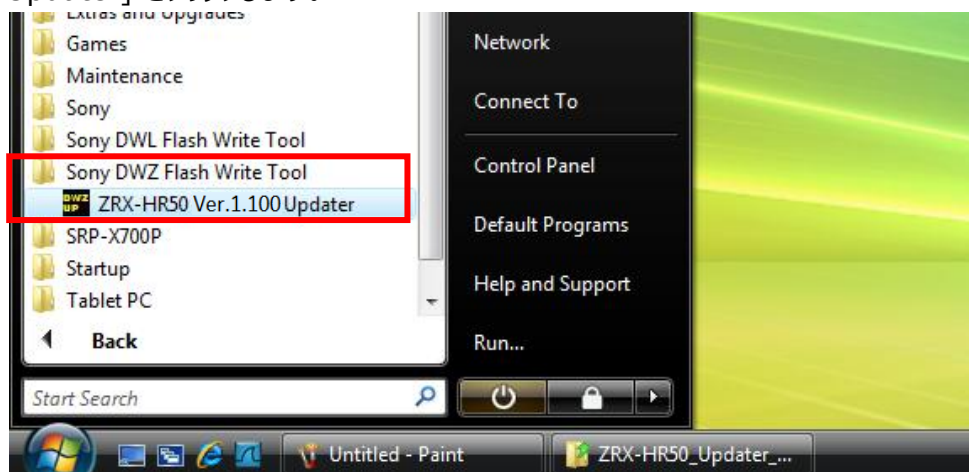 Extras and Upgrades
Games
Maintenance
Sony
Sony DWL Flash Write Tool
Sony DWZ Flash Write Tool
DWZ UP
ZRX-HR50 Ver.1.100 Updater
SRP-X700P
Startup
Tablet PC
Back
Start Search
Network
Connect To
Control Panel
Default Programs
Help and Support
Run...
Untitled - Paint
ZRX-HR50_Updater_...